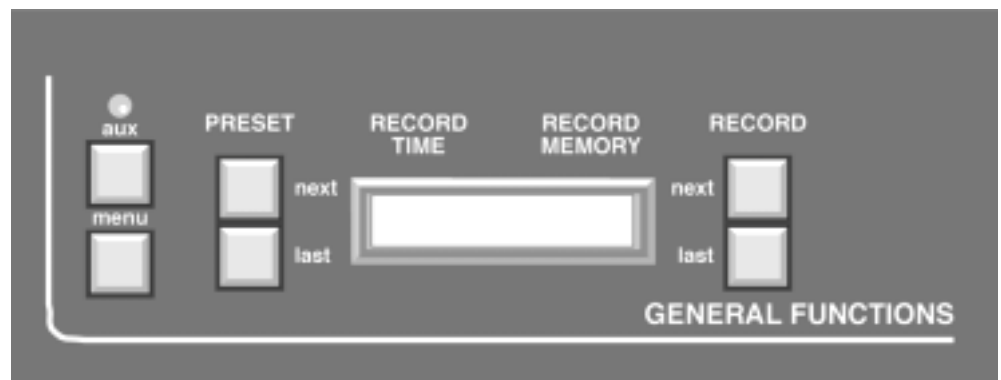 aux
menu
PRESET
next
last
RECORD
TIME
RECORD
MEMORY
RECORD
next
last
GENERAL FUNCTIONS